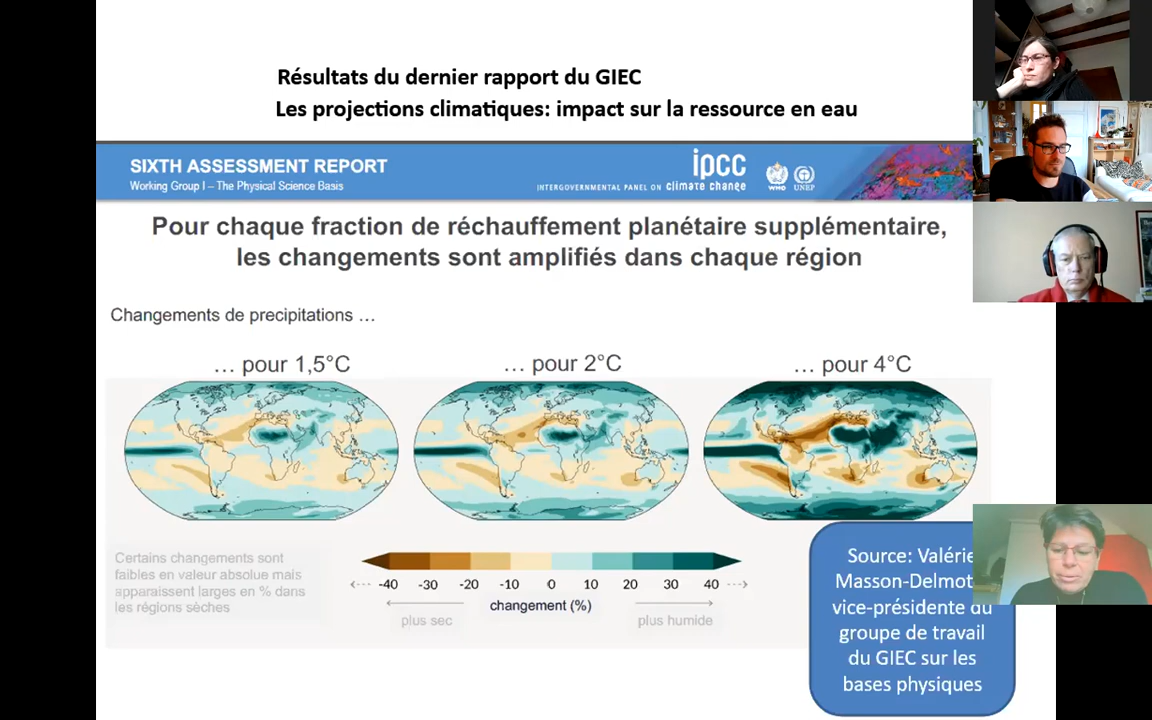 Résultats du dernier rapport du GIEC
Les projections climatiques: impact sur la ressource en eau
SIXTH ASSESSMENT REPORT
Working Group I – The Physical Science Basis
ipcc
INTERGOVERNMENTAL PANEL ON climate change
WMO
UNEP
Pour chaque fraction de réchauffement planétaire supplémentaire,
les changements sont amplifiés dans chaque région
Changements de precipitations …
… pour 1,5°C
… pour 2°C
… pour 4°C
Certains changements sont
faibles en valeur absolue mais
apparaissent larges en % dans
les régions sèches
-40 -30 -20 -10 0 10 20 30 40
changement (%)
plus sec
plus humide
Source: Valérie
Masson-Delmot
vice-présidente du
groupe de travail
du GIEC sur les
bases physiques